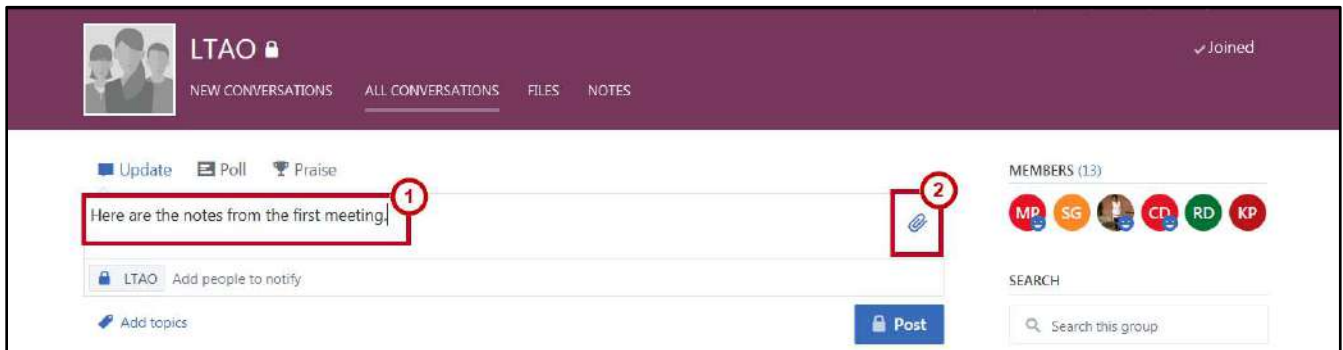 LTAO
Joined
NEW CONVERSATIONS ALL CONVERSATIONS FILES NOTES
Update Poll Praise
MEMBERS (13)
1
2
Here are the notes from the first meeting.
MP SG CD RD KP
LTAO Add people to notify
SEARCH
Add topics
Post
Search this group